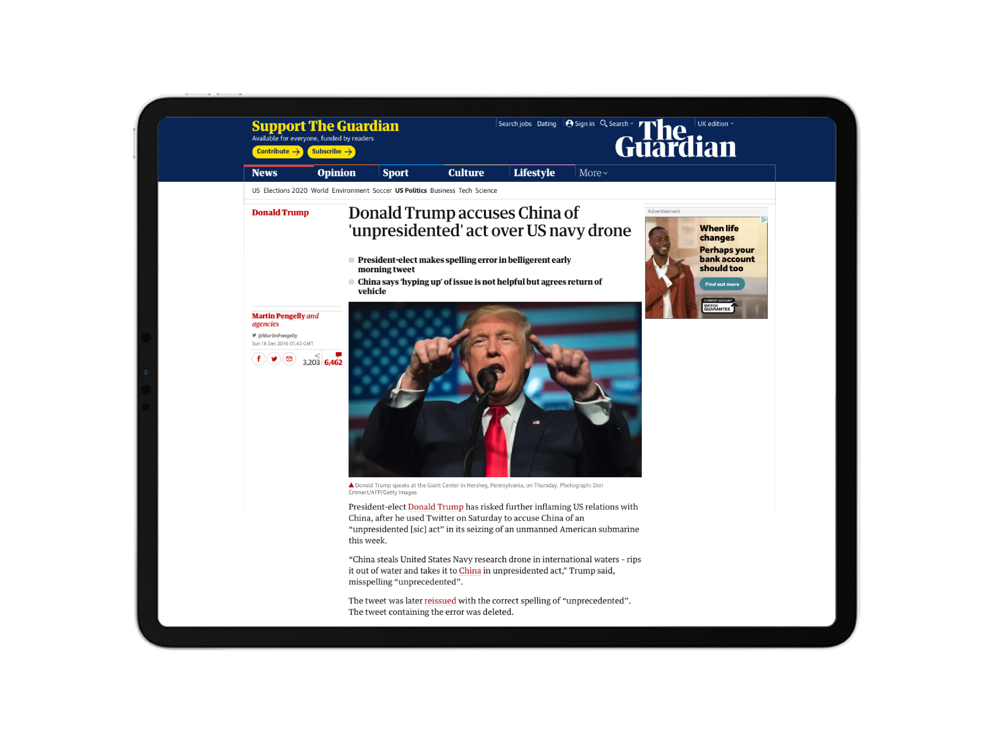 Support The Guardian
Available for everyone, funded by readers
Contribute
Subscribe
Search jobs Dating Sign in Search
The
Guardian
UK edition
News Opinion Sport Culture Lifestyle More
US Elections 2020 World Environment Soccer US Politics Business Tech Science
Donald Trump
Donald Trump accuses China of
'unpresidented' act over US navy drone
President-elect makes spelling error in belligerent early
morning tweet
China says ‘hyping up’ of issue is not helpful but agrees return of
vehicle
Martin Pengelly and
agencies
@MartinPengelly
Sun 18 Dec 2016 01.43 GMT
3,203 6,462
Donald Trump speaks at the Giant Center in Hershey, Pennsylvania, on Thursday. Photograph: Don
Emmert/AFP/Getty Images
President-elect Donald Trump has risked further inflaming US relations with
China, after he used Twitter on Saturday to accuse China of an
“unpresidented [sic] act” in its seizing of an unmanned American submarine
this week.
“China steals United States Navy research drone in international waters - rips
it out of water and takes it to China in unpresidented act,” Trump said,
misspelling “unprecedented”.
The tweet was later reissued with the correct spelling of “unprecedented”.
The tweet containing the error was deleted.
Advertisement
When life
changes
Perhaps your
bank account
should too
Find out more
CURRENT ACCOUNT
SWITCH
GUARANTEE